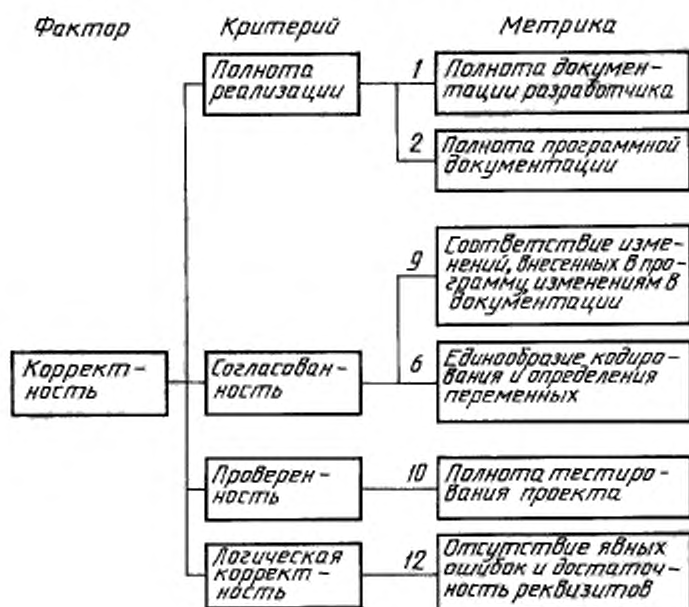 Фактор Критерий Метрика
Полнота
реализации
1
Полнота докумен-
тации разработчика
2
Полнота программной
документации
9
Соответствие изме-
нений, внесенных в про-
грамму, изменениям в
документации
Коррект-
ность
Согласован-
ность
6
Единообразие кодиро-
вания и определения
переменных
Проверен-
ность
10
Полнота тестиро-
вания проекта
Логическая
коррект-
ность
12
Отсутствие явных
ошибок и достаточ-
ность реквизитов